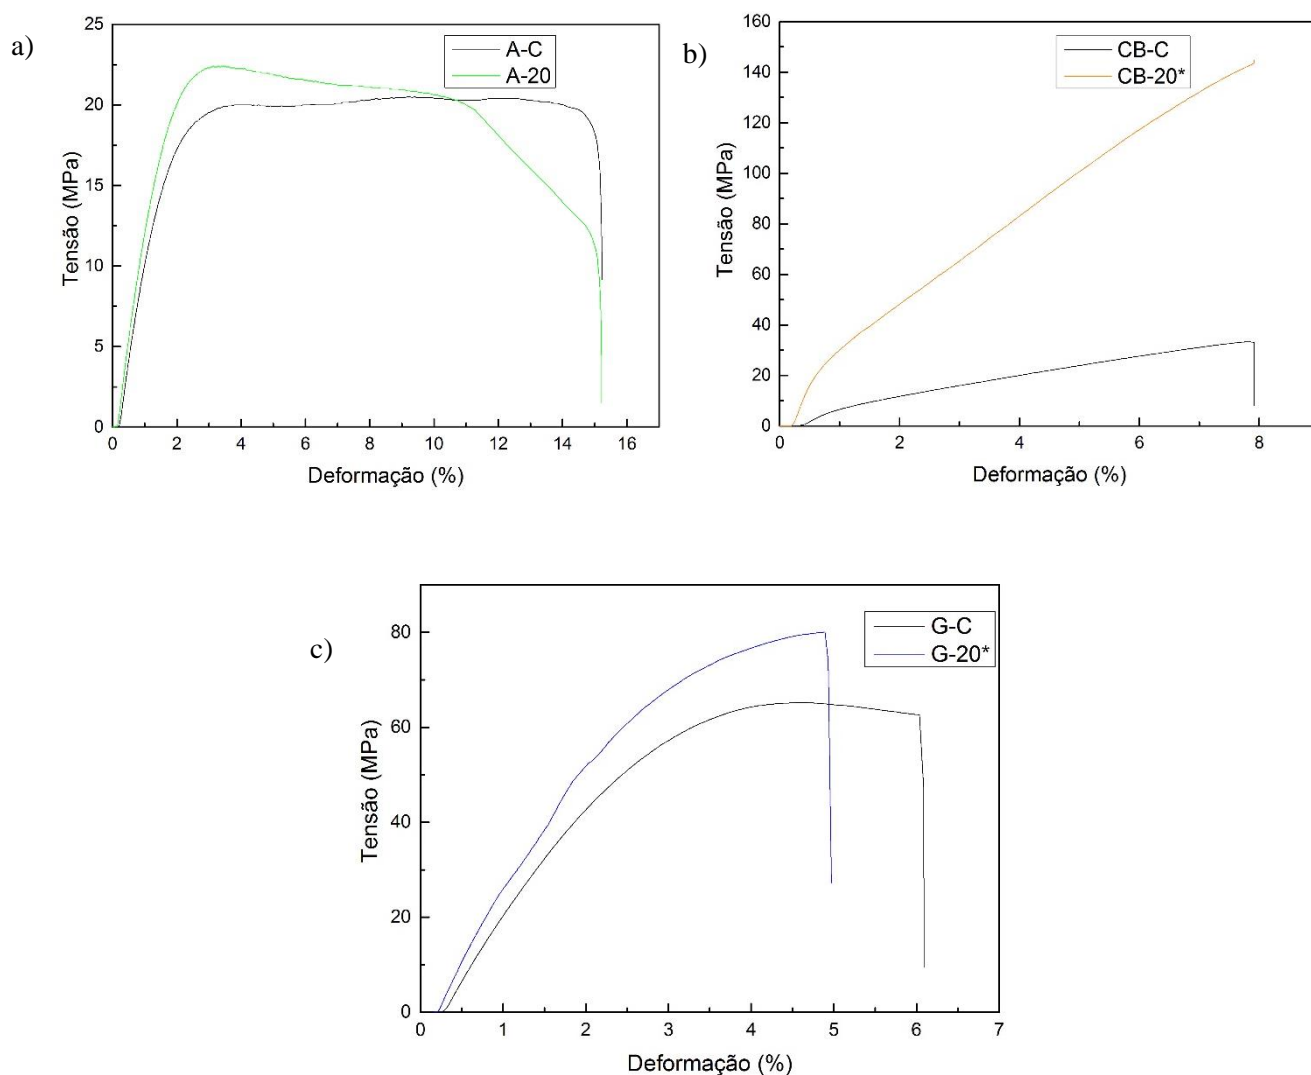 a)
25
20
15
10
5
0
Tensão (MPa)
A-C
A-20
0 2 4 6 8 10 12 14 16
Deformação (%)
b)
160
140
120
100
80
60
40
20
0
Tensão (MPa)
CB-C
CB-20*
0 2 4 6 8
Deformação (%)
c)
80
60
40
20
0
Tensão (MPa)
G-C
G-20*
0 1 2 3 4 5 6 7
Deformação (%)